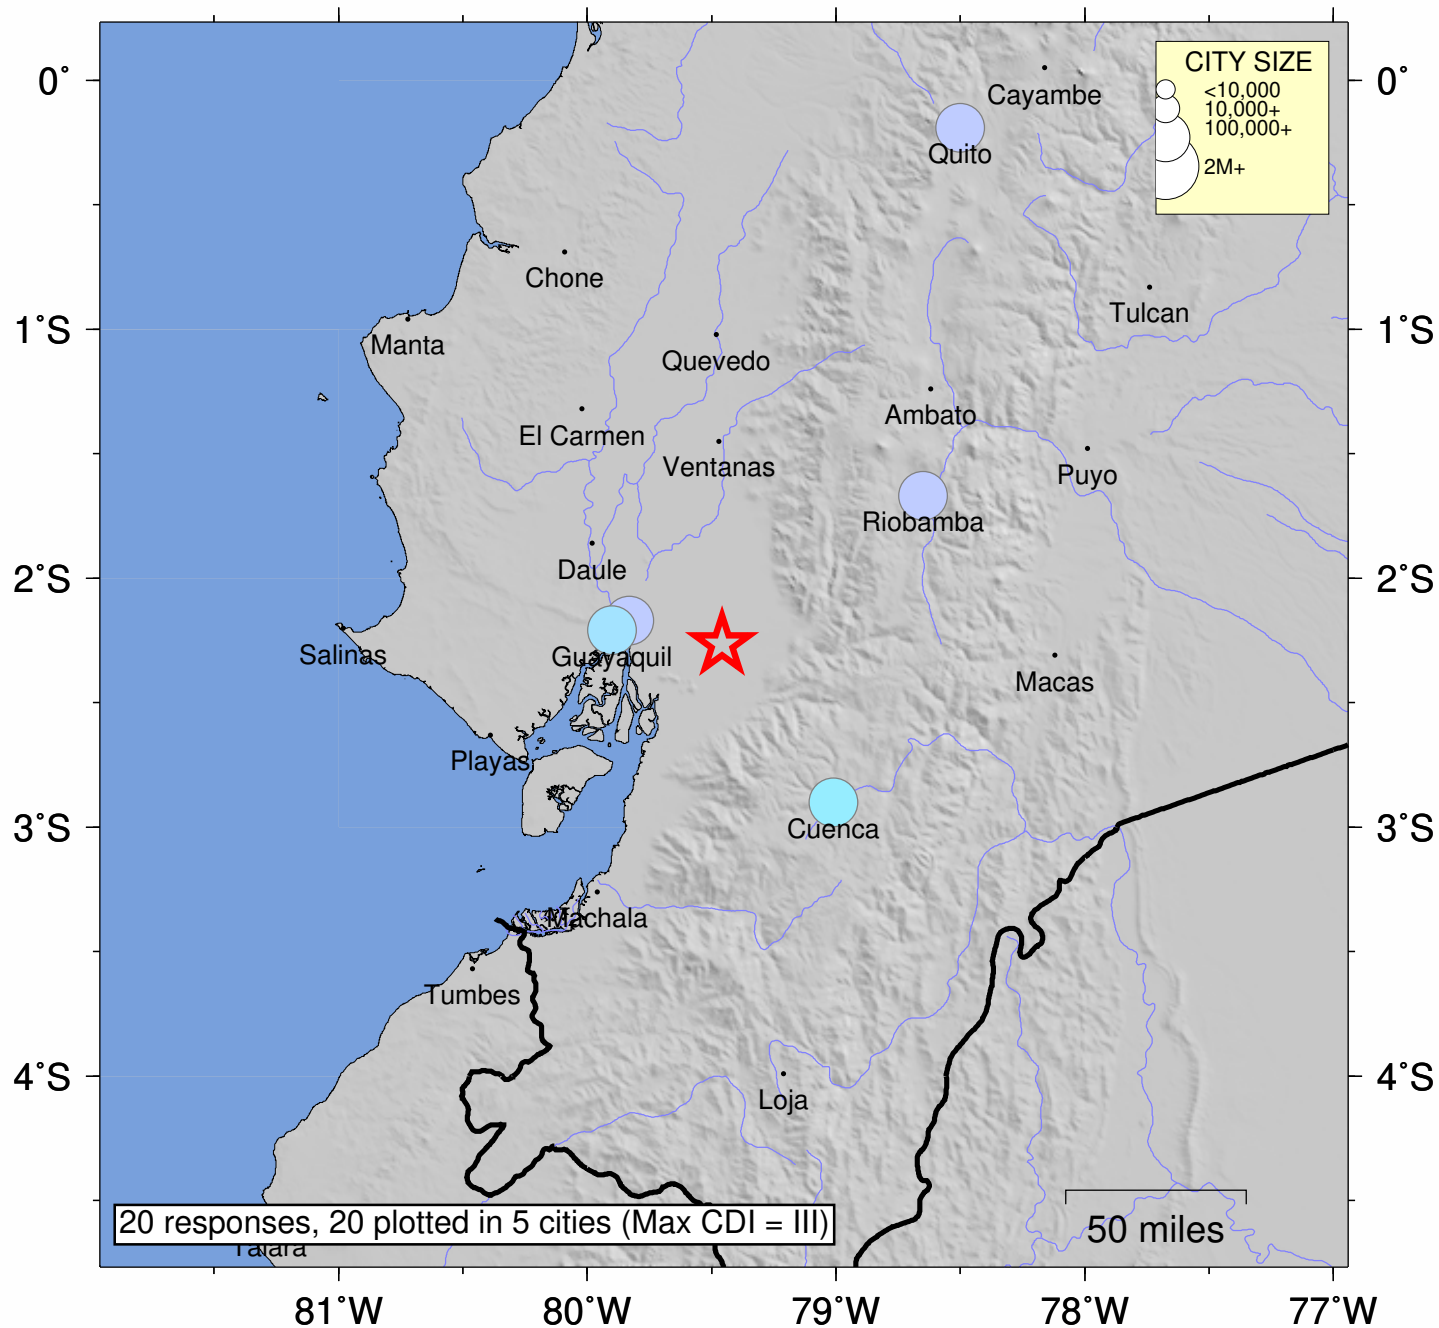 CITY SIZE
<10,000
10,000+
100,000+
2M+
0˚
0˚
Cayambe
Quito
Chone
Tulcan
1˚S
1˚S
Manta
Quevedo
Ambato
El Carmen
Ventanas
Puyo
Riobamba
Daule
2˚S
2˚S
Salinas
Guayaquil
Macas
Playas
3˚S
3˚S
Cuenca
Machala
Tumbes
4˚S
4˚S
Loja
20 responses, 20 plotted in 5 cities (Max CDI = III)
50 miles
Talara
81˚W
80˚W
79˚W
78˚W
77˚W